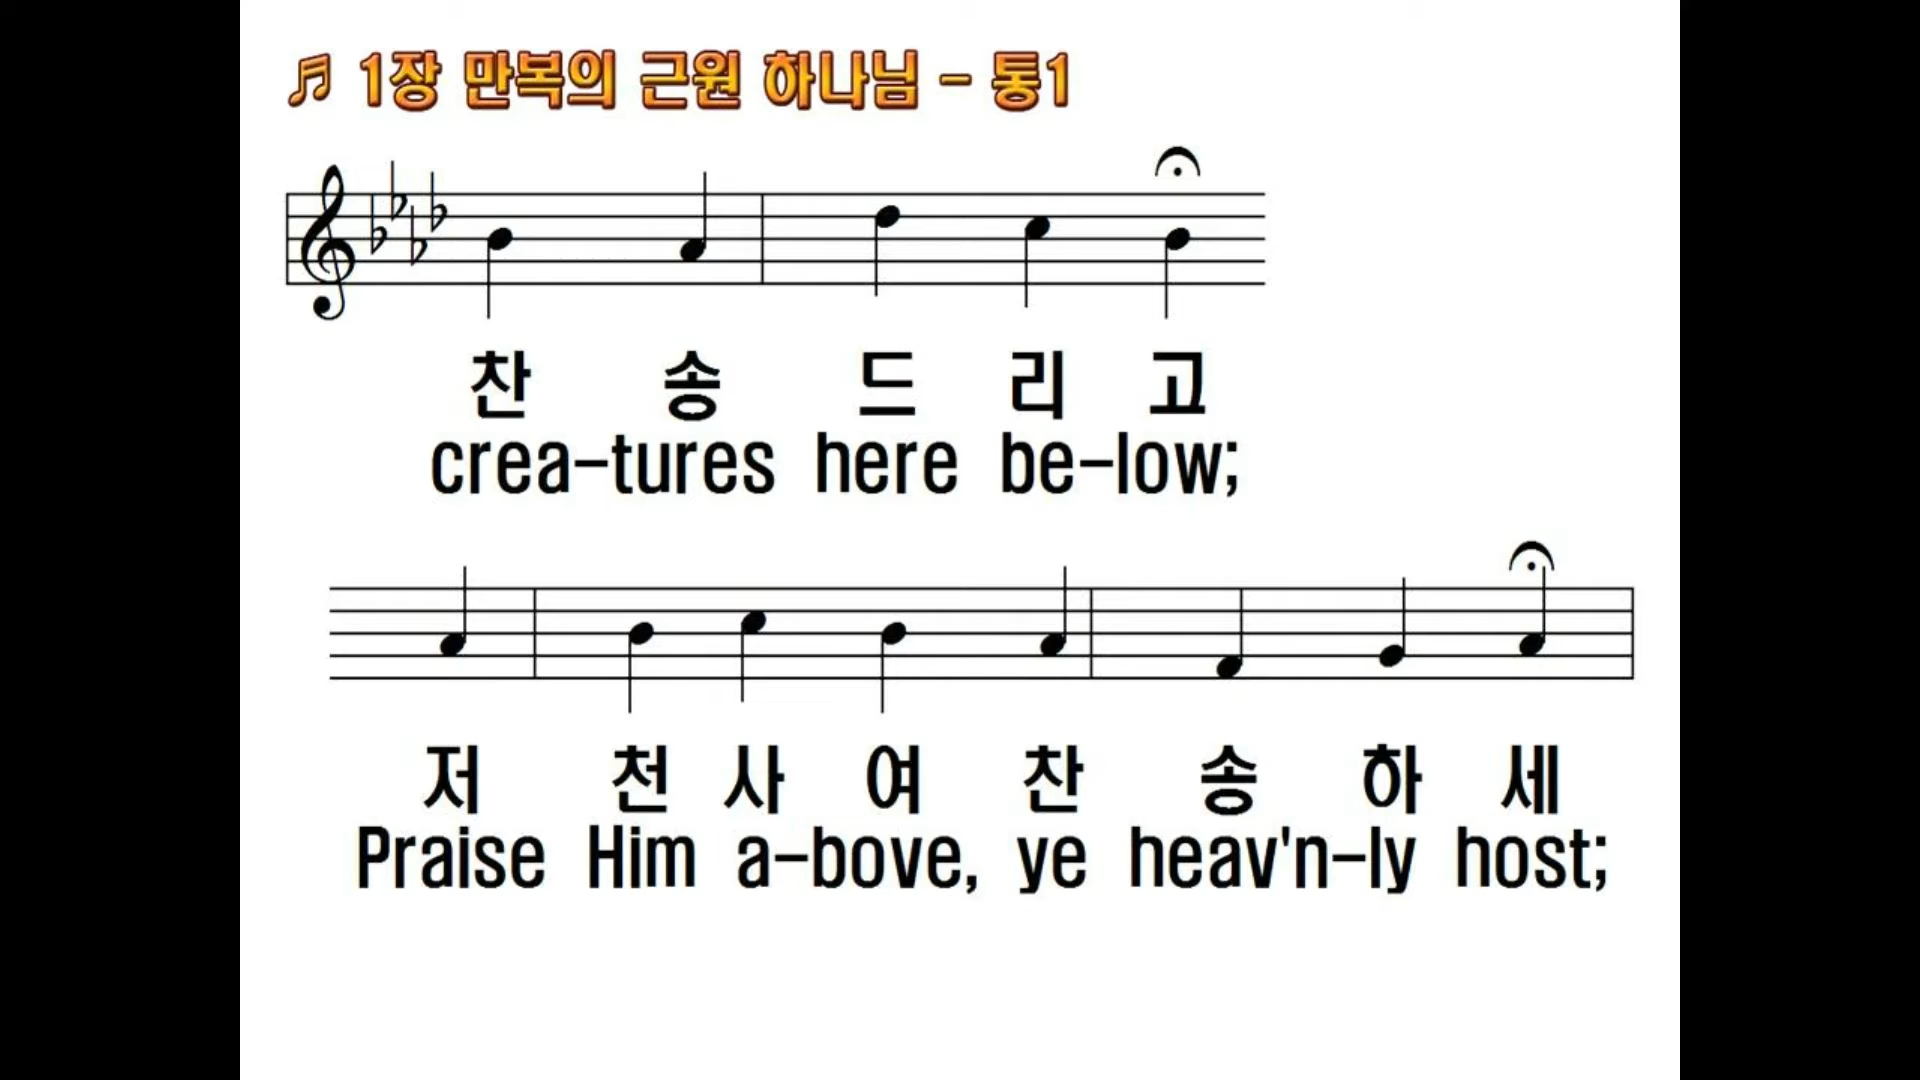 ♬ 1장 만복의 근원 하나님 - 통1
찬 송 드 리 고
crea-tures here be-low;
저 천 사 여 찬 송 하 세
Praise Him a-bove, ye heav'n-ly host;